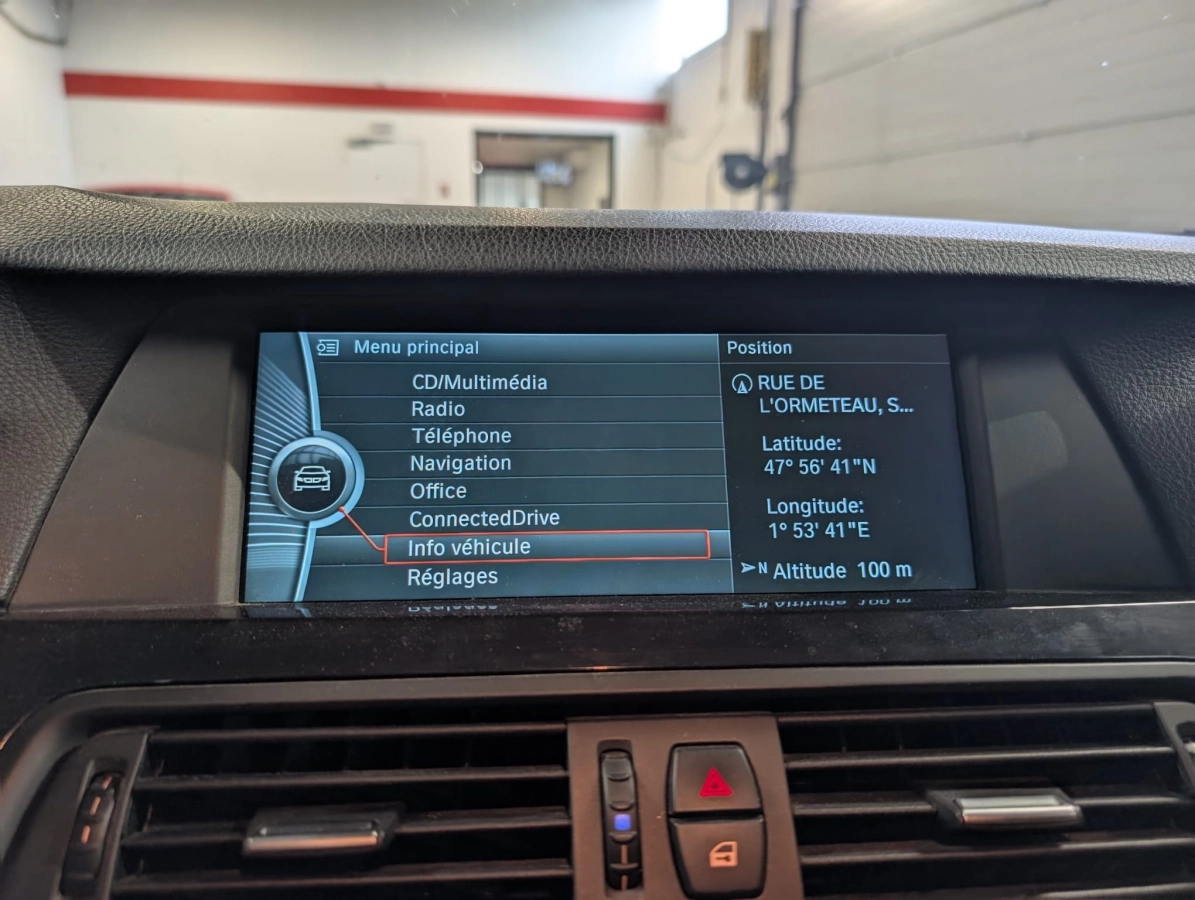 Menu principal
CD/Multimédia
Radio
Téléphone
Navigation
Office
ConnectedDrive
Info véhicule
Réglages
Position
RUE DE
L'ORMETEAU, S...
Latitude:
47° 56' 41"N
Longitude:
1° 53' 41"E
N Altitude 100 m